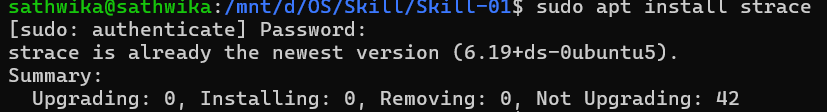 sathwika@sathwika:/mnt/d/OS/Skill/Skill-01$ sudo apt install strace
[sudo: authenticate] Password:
strace is already the newest version (6.19+ds-0ubuntu5).
Summary:
  Upgrading: 0, Installing: 0, Removing: 0, Not Upgrading: 42